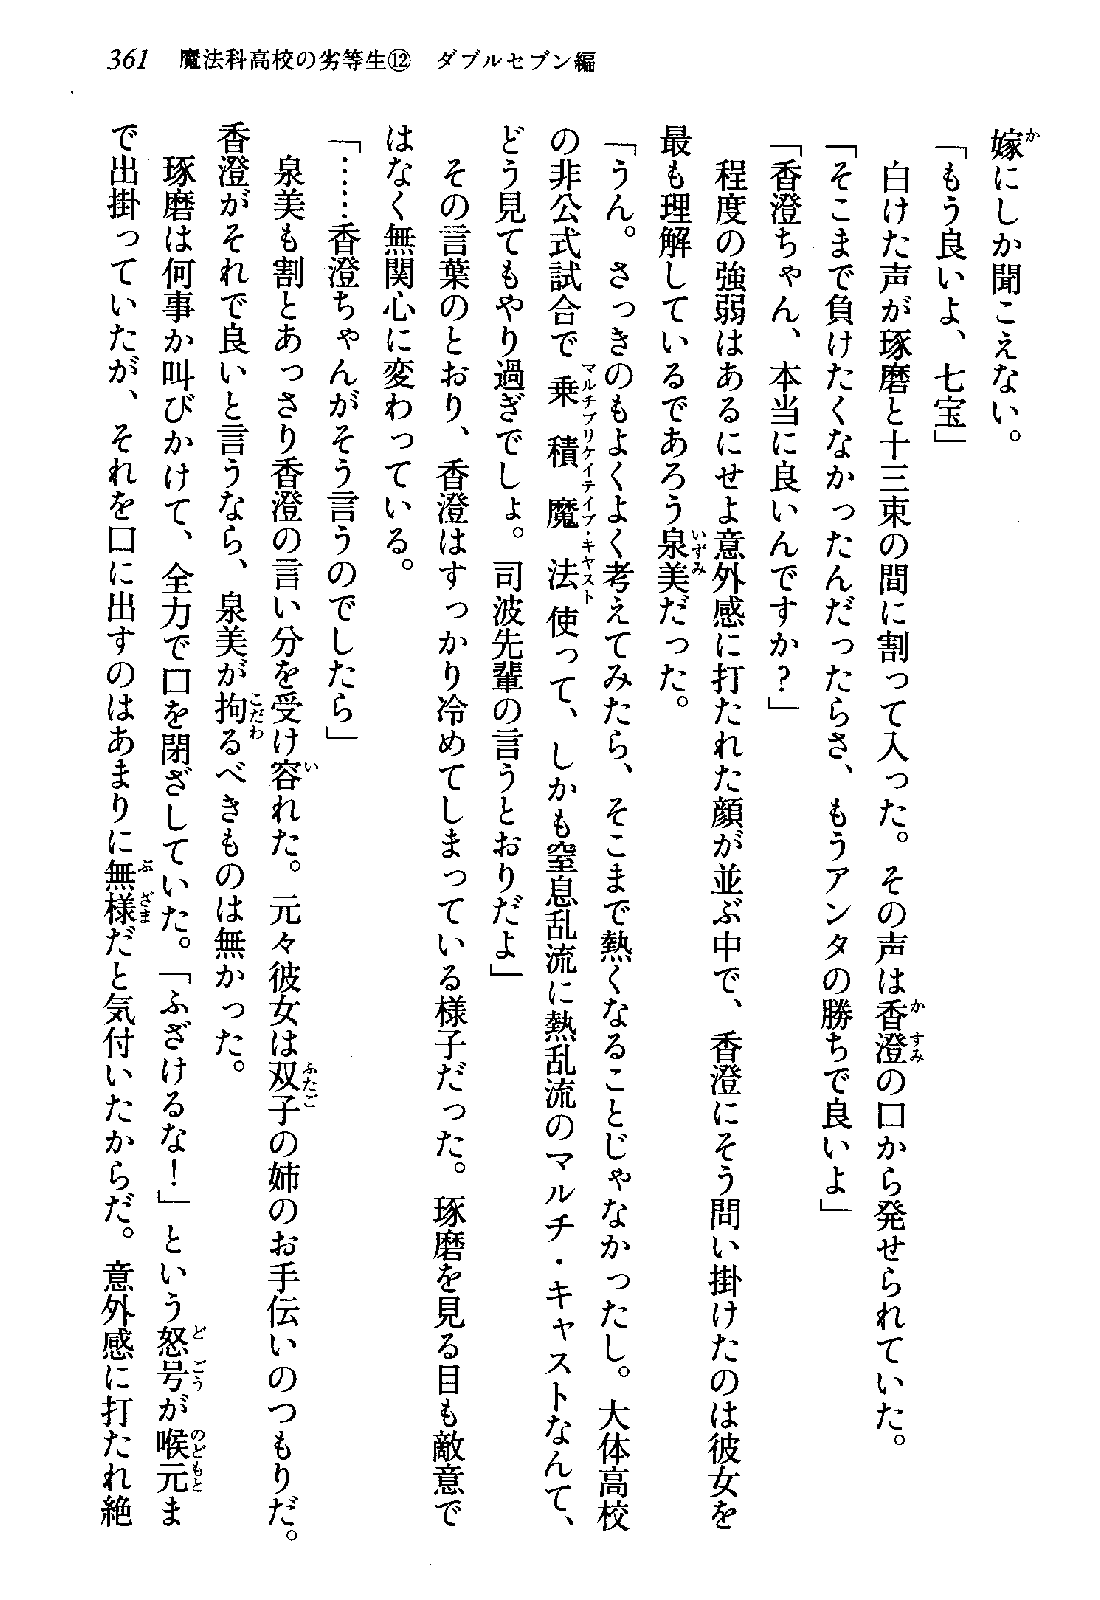 361　魔法科高校の劣等生⑫　ダブルセブン編
嫁にしか聞こえない。
「もう良いよ、七宝」
白けた声が琢磨と十三束の間に割って入った。その声は香澄の口から発せられていた。
「そこまで負けたくなかったんだったらさ、もうアンタの勝ちで良いよ」
「香澄ちゃん、本当に良いんですか？」
程度の強弱はあるにせよ意外感に打たれた顔が並ぶ中で、香澄にそう問い掛けたのは彼女を
最も理解しているであろう泉美だった。
「うん。さっきのもよくよく考えてみたら、そこまで熱くなることじゃなかったし。大体高校
の非公式試合で乗積魔法使って、しかも窒息乱流に熱乱流のマルチ・キャストなんて、
どう見てもやり過ぎでしょ。司波先輩の言うとおりだよ」
その言葉のとおり、香澄はすっかり冷めてしまっている様子だった。琢磨を見る目も敵意で
はなく無関心に変わっている。
「……香澄ちゃんがそう言うのでしたら」
泉美も割とあっさり香澄の言い分を受け容れた。元々彼女は双子の姉のお手伝いのつもりだ。
香澄がそれで良いと言うなら、泉美が拘るべきものは無かった。
琢磨は何事か叫びかけて、全力で口を閉ざしていた。「ふざけるな！」という怒号が喉元ま
で出掛っていたが、それを口に出すのはあまりに無様だと気付いたからだ。意外感に打たれ絶